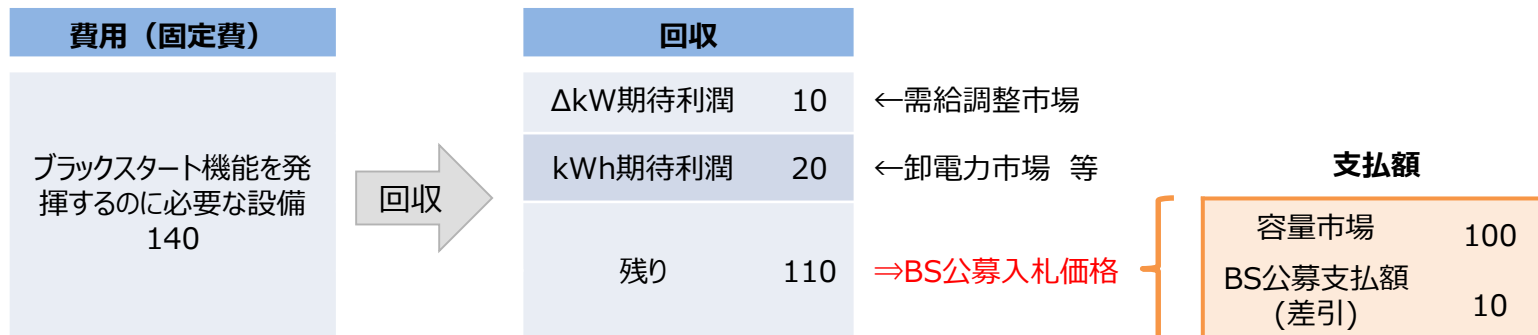 費用（固定費）
ブラックスタート機能を発
揮するのに必要な設備
140
回収
回収
ΔkW期待利潤 10 ←需給調整市場
kWh期待利潤 20 ←卸電力市場 等
残り 110 ⇒BS公募入札価格
支払額
容量市場 100
BS公募支払額
(差引) 10